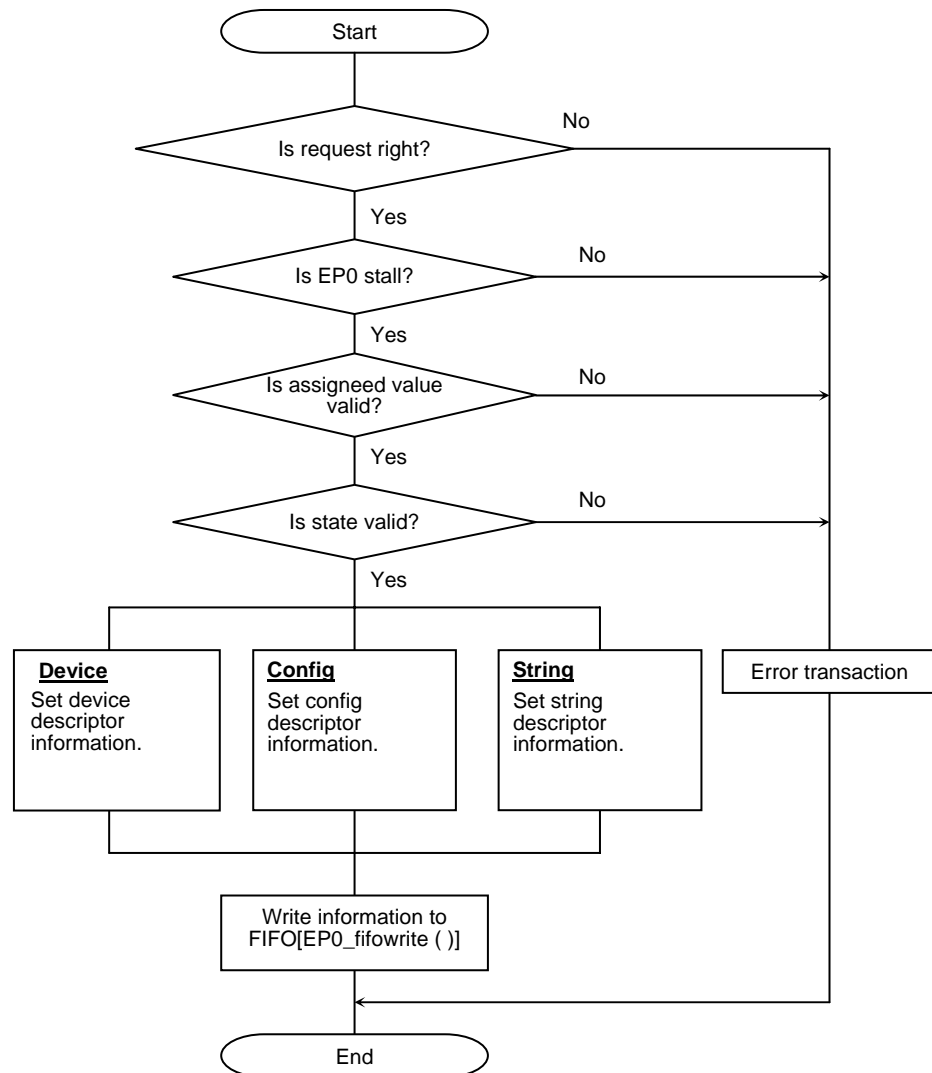 Start
No
Is request right?
Yes
No
Is EP0 stall?
Yes
No
Is assigneed value
valid?
Yes
No
Is state valid?
Yes
Device
Set device
descriptor
information.
Config
Set config
descriptor
information.
String
Set string
descriptor
information.
Error transaction
Write information to
FIFO[EP0_fifowrite ( )]
End